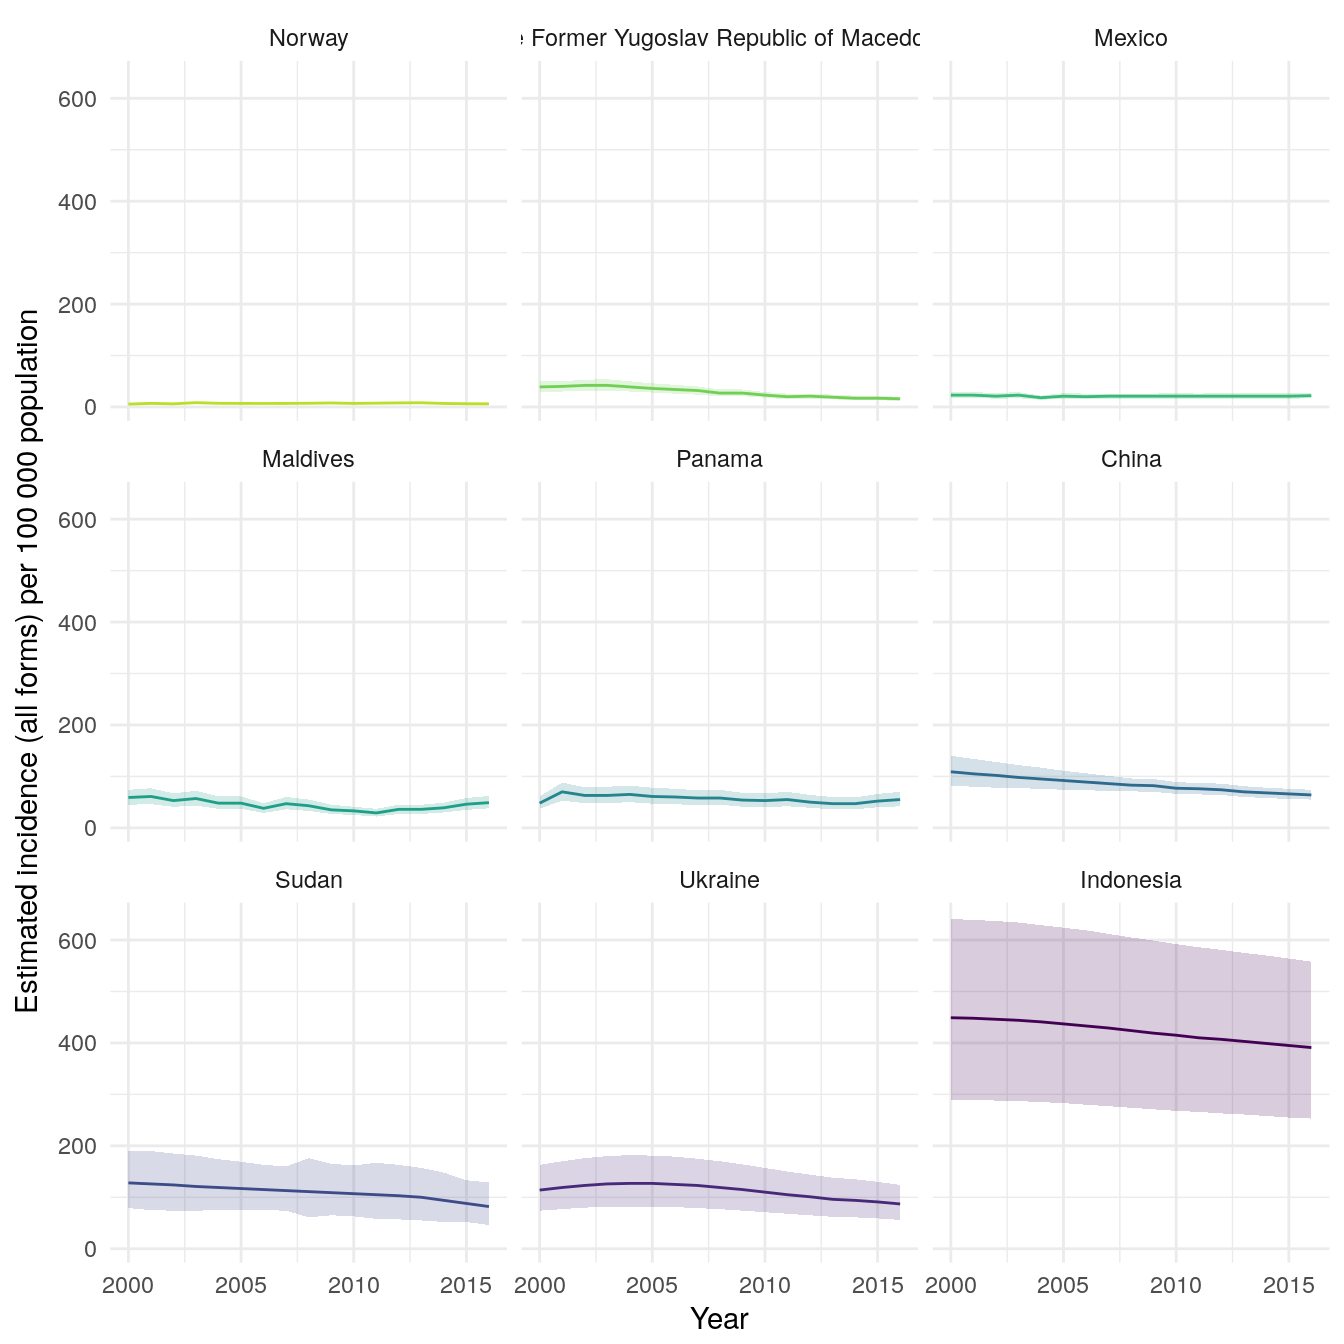 Norway
Former Yugoslav Republic of
Mexico
600
400
200
0
Maldives
Panama
China
600
400
200
0
Sudan
Ukraine
Indonesia
600
400
200
0
2000 2005 2010 2015
2000 2005 2010 2015
2000 2005 2010 2015
Year
Estimated incidence (all forms) per 100 000 population